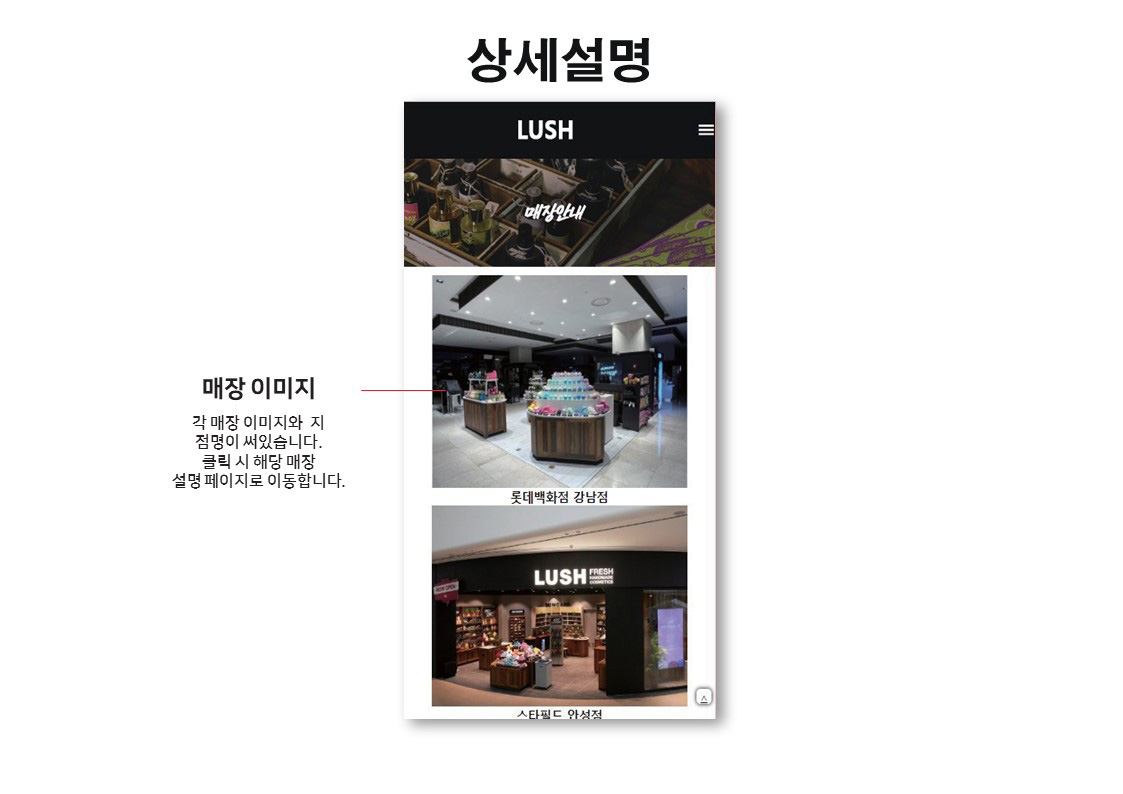 상세설명
LUSH
매장안내
매장 이미지
각 매장 이미지와 지
점명이 써있습니다.
클릭 시 해당 매장
설명 페이지로 이동합니다.
롯데백화점 강남점
LUSH FRESH
HANDMADE
COSMETICS
스타필드 안성점